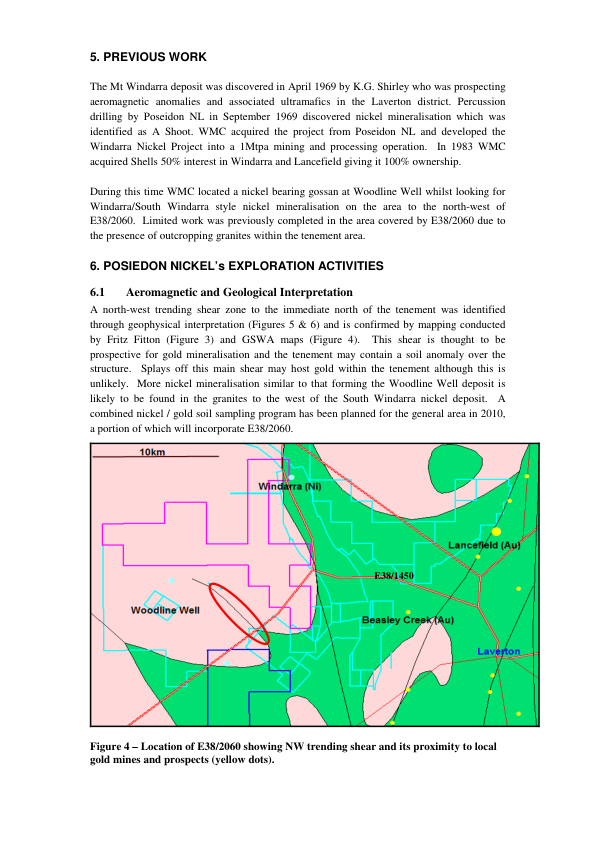 5. PREVIOUS WORK
The Mt Windarra deposit was discovered in April 1969 by K.G. Shirley who was prospecting
aeromagnetic anomalies and associated ultramafics in the Laverton district. Percussion
drilling by Poseidon NL in September 1969 discovered nickel mineralisation which was
identified as A Shoot. WMC acquired the project from Poseidon NL and developed the
Windarra Nickel Project into a 1Mtpa mining and processing operation. In 1983 WMC
acquired Shells 50% interest in Windarra and Lancefield giving it 100% ownership.
During this time WMC located a nickel bearing gossan at Woodline Well whilst looking for
Windarra/South Windarra style nickel mineralisation on the area to the north-west of
E38/2060. Limited work was previously completed in the area covered by E38/2060 due to
the presence of outcropping granites within the tenement area.
6. POSIEDON NICKEL's EXPLORATION ACTIVITIES
6.1 Aeromagnetic and Geological Interpretation
A north-west trending shear zone to the immediate north of the tenement was identified
through geophysical interpretation (Figures 5 & 6) and is confirmed by mapping conducted
by Fritz Fitton (Figure 3) and GSWA maps (Figure 4). This shear is thought to be
prospective for gold mineralisation and the tenement may contain a soil anomaly over the
structure. Splays off this main shear may host gold within the tenement although this is
unlikely. More nickel mineralisation similar to that forming the Woodline Well deposit is
likely to be found in the granites to the west of the South Windarra nickel deposit. A
combined nickel / gold soil sampling program has been planned for the general area in 2010,
a portion of which will incorporate E38/2060.
10km
Windarra (Ni)
Lancefield (Au)
E38/1450
Woodline Well
Beasley Creek (Au)
Laverton
Figure 4 – Location of E38/2060 showing NW trending shear and its proximity to local
gold mines and prospects (yellow dots).